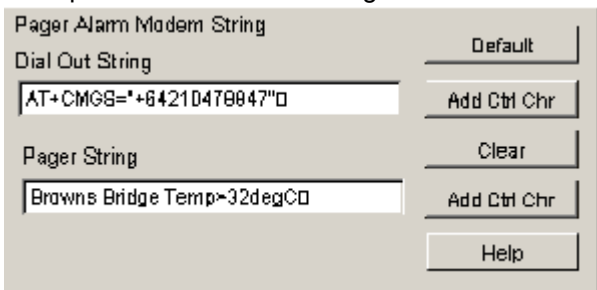 Pager Alarm Modem String
Default
Dial Out String
AT+CMGS="+64210478847"□
Add Ctrl Chr
Clear
Pager String
Browns Bridge Temp>32degC□
Add Ctrl Chr
Help